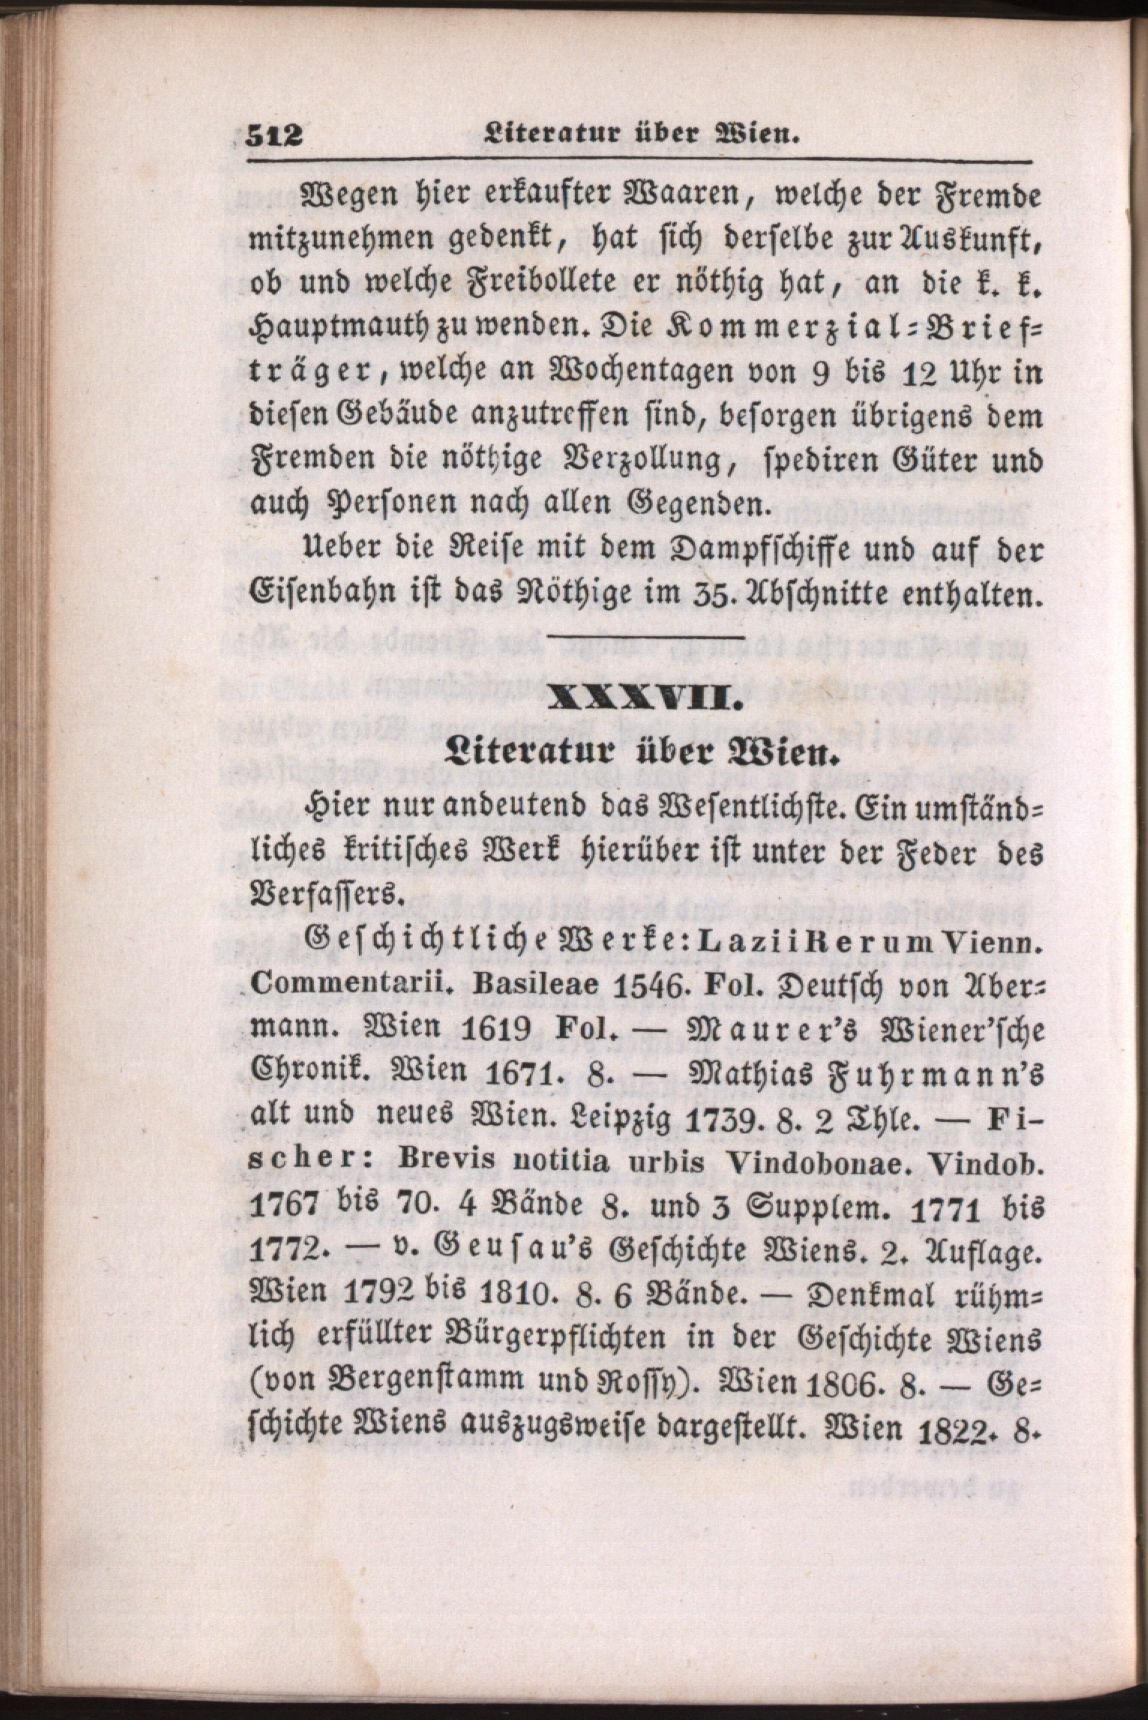 512 Literatur über Wien.
Wegen hier erkaufter Waaren, welche der Fremde
mitzunehmen gedenkt, hat sich derselbe zur Auskunft,
ob und welche Freibollete er nöthig hat, an die k. k.
Hauptmauth zu wenden. Die Kommerzial-Brief-
träger, welche an Wochentagen von 9 bis 12 Uhr in
diesen Gebäude anzutreffen sind, besorgen übrigens dem
Fremden die nöthige Verzollung, spediren Güter und
auch Personen nach allen Gegenden.
Ueber die Reise mit dem Dampfschiffe und auf der
Eisenbahn ist das Nöthige im 35. Abschnitte enthalten.
XXXVII.
Literatur über Wien.
Hier nur andeutend das Wesentlichste. Ein umständ-
liches kritisches Werk hierüber ist unter der Feder des
Verfassers.
Geschichtliche Werke: Lazii Rerum Vienn.
Commentarii. Basileae 1546. Fol. Deutsch von Aber-
mann. Wien 1619 Fol. — Maurer's Wiener'sche
Chronik. Wien 1671. 8. — Mathias Fuhrmann's
alt und neues Wien. Leipzig 1739. 8. 2 Thle. — Fi-
scher: Brevis notitia urbis Vindobonae. Vindob.
1767 bis 70. 4 Bände 8. und 3 Supplem. 1771 bis
1772. — v. Geusau's Geschichte Wiens. 2. Auflage.
Wien 1792 bis 1810. 8. 6 Bände. — Denkmal rühm-
lich erfüllter Bürgerpflichten in der Geschichte Wiens
(von Bergenstamm und Rossy). Wien 1806. 8. — Ge-
schichte Wiens auszugsweise dargestellt. Wien 1822. 8.